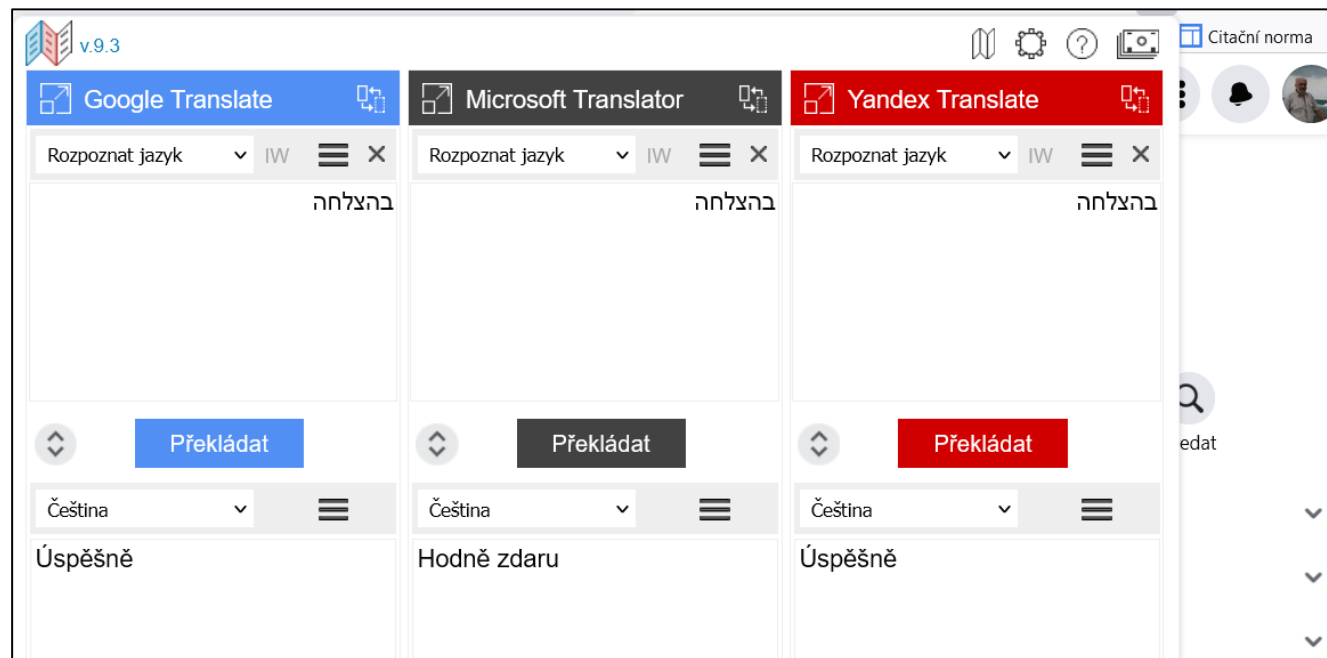 v.9.3
Citační norma
Google Translate
Microsoft Translator
Yandex Translate
Rozpoznat jazyk IW
Rozpoznat jazyk IW
Rozpoznat jazyk IW
בהצלחה
בהצלחה
בהצלחה
Překládat
Překládat
Překládat
edat
Čeština
Čeština
Čeština
Úspěšně
Hodně zdaru
Úspěšně